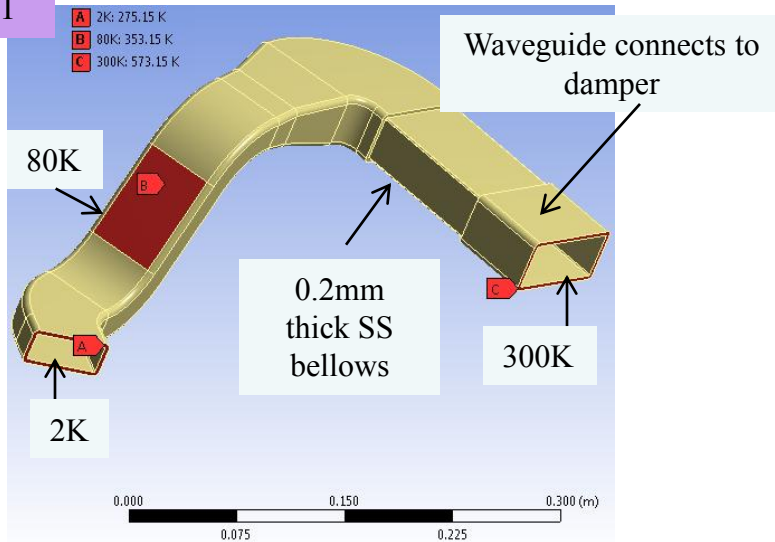 A 2K: 275.15 K
B 80K: 353.15 K
C 300K: 573.15 K
Waveguide connects to
damper
80K
B
0.2mm
thick SS
bellows
C
300K
A
2K
0.000 0.150 0.300 (m)
0.075 0.225